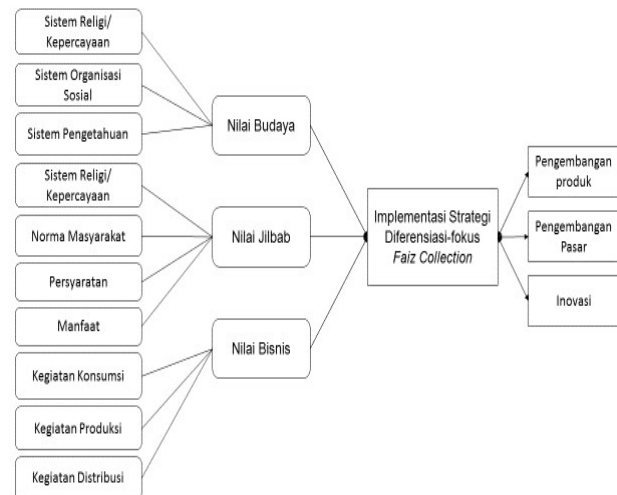 Sistem Religi/
Kepercayaan
Sistem Organisasi
Sosial
Sistem Pengetahuan
Sistem Religi/
Kepercayaan
Norma Masyarakat
Persyaratan
Manfaat
Kegiatan Konsumsi
Kegiatan Produksi
Kegiatan Distribusi
Nilai Budaya
Nilai Jilbab
Nilai Bisnis
Implementasi Strategi
Diferensiasi-fokus
Faiz Collection
Pengembangan
produk
Pengembangan
Pasar
Inovasi